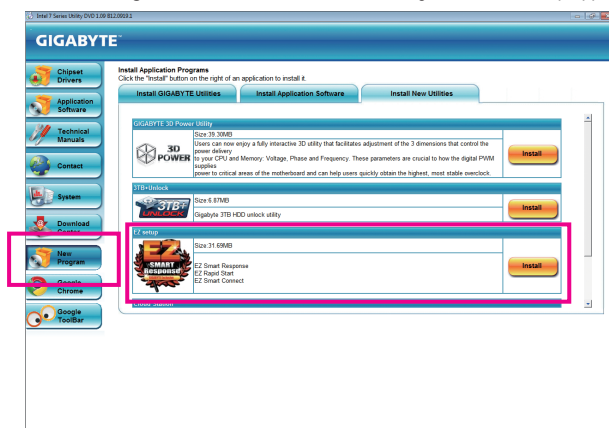 Intel 7 Series Utility DVD 1.09 B12.0919.1
GIGABYTE™
Chipset
Drivers
Application
Software
Technical
Manuals
Contact
System
Download
Center
New
Program
Google
Chrome
Google
ToolBar
Install Application Programs
Click the "Install" button on the right of an application to install it.
Install GIGABYTE Utilities
Install Application Software
Install New Utilities
GIGABYTE 3D Power Utility
3D
POWER
Size:39.30MB
Users can now enjoy a fully interactive 3D utility that facilitates adjustment of the 3 dimensions that control the
power delivery
to your CPU and Memory: Voltage, Phase and Frequency. These parameters are crucial to how the digital PWM
supplies
power to critical areas of the motherboard and can help users quickly obtain the highest, most stable overclock.
Install
3TB+Unlock
3TB+
UNLOCK
Size:6.87MB
Gigabyte 3TB HDD unlock utility
Install
EZ setup
EZ
SMART
Response
Size:31.69MB
EZ Smart Response
EZ Rapid Start
EZ Smart Connect
Install
Cloud Station